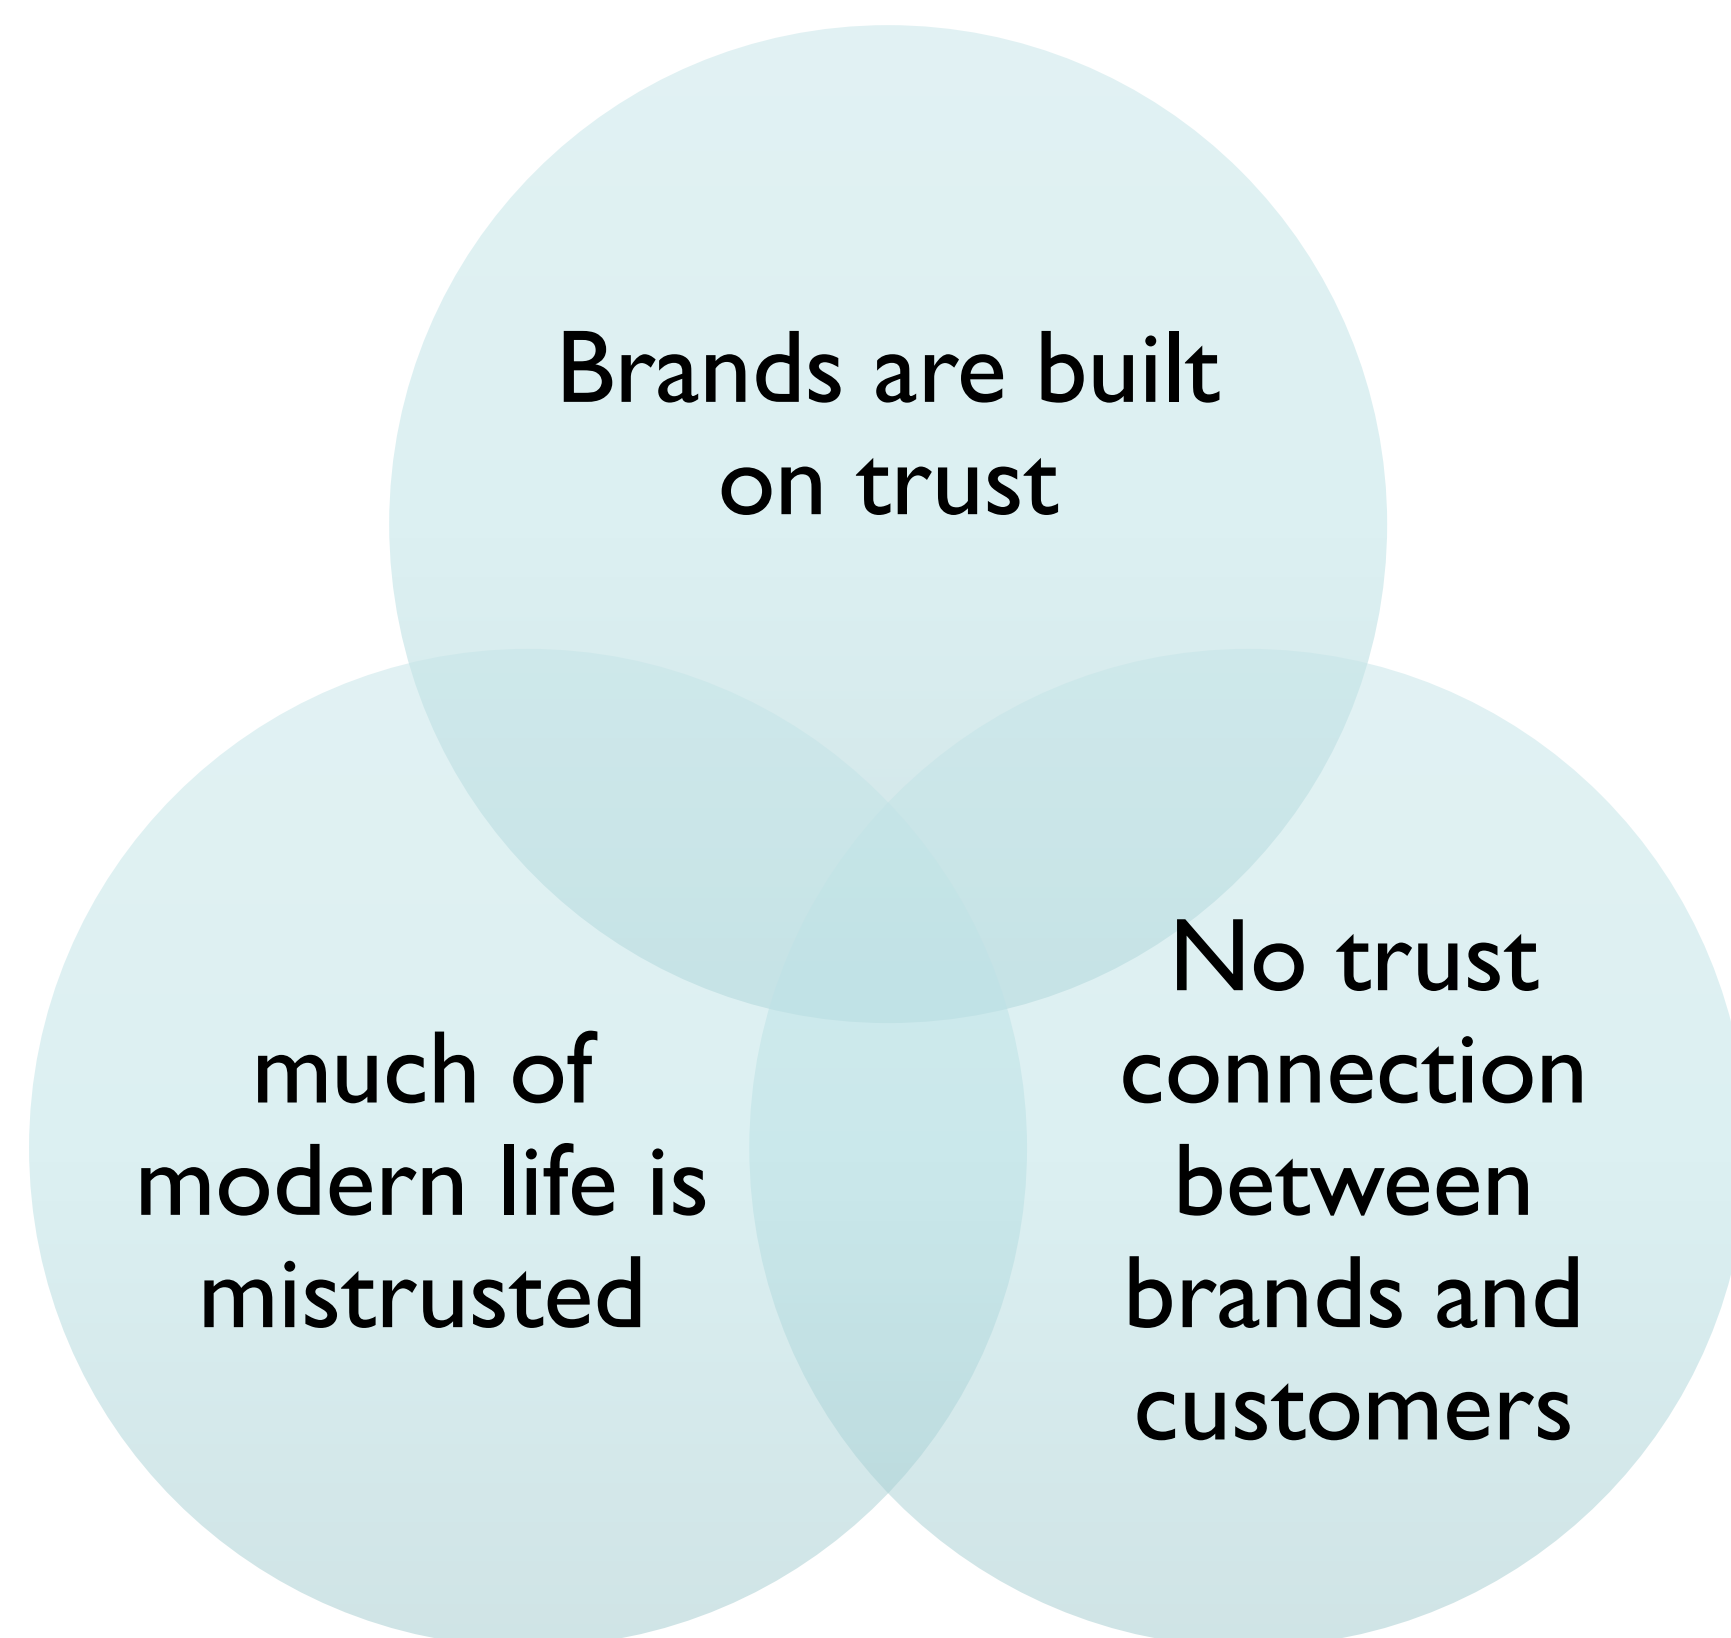 Brands are built
on trust
much of
modern life is
mistrusted
No trust
connection
between
brands and
customers